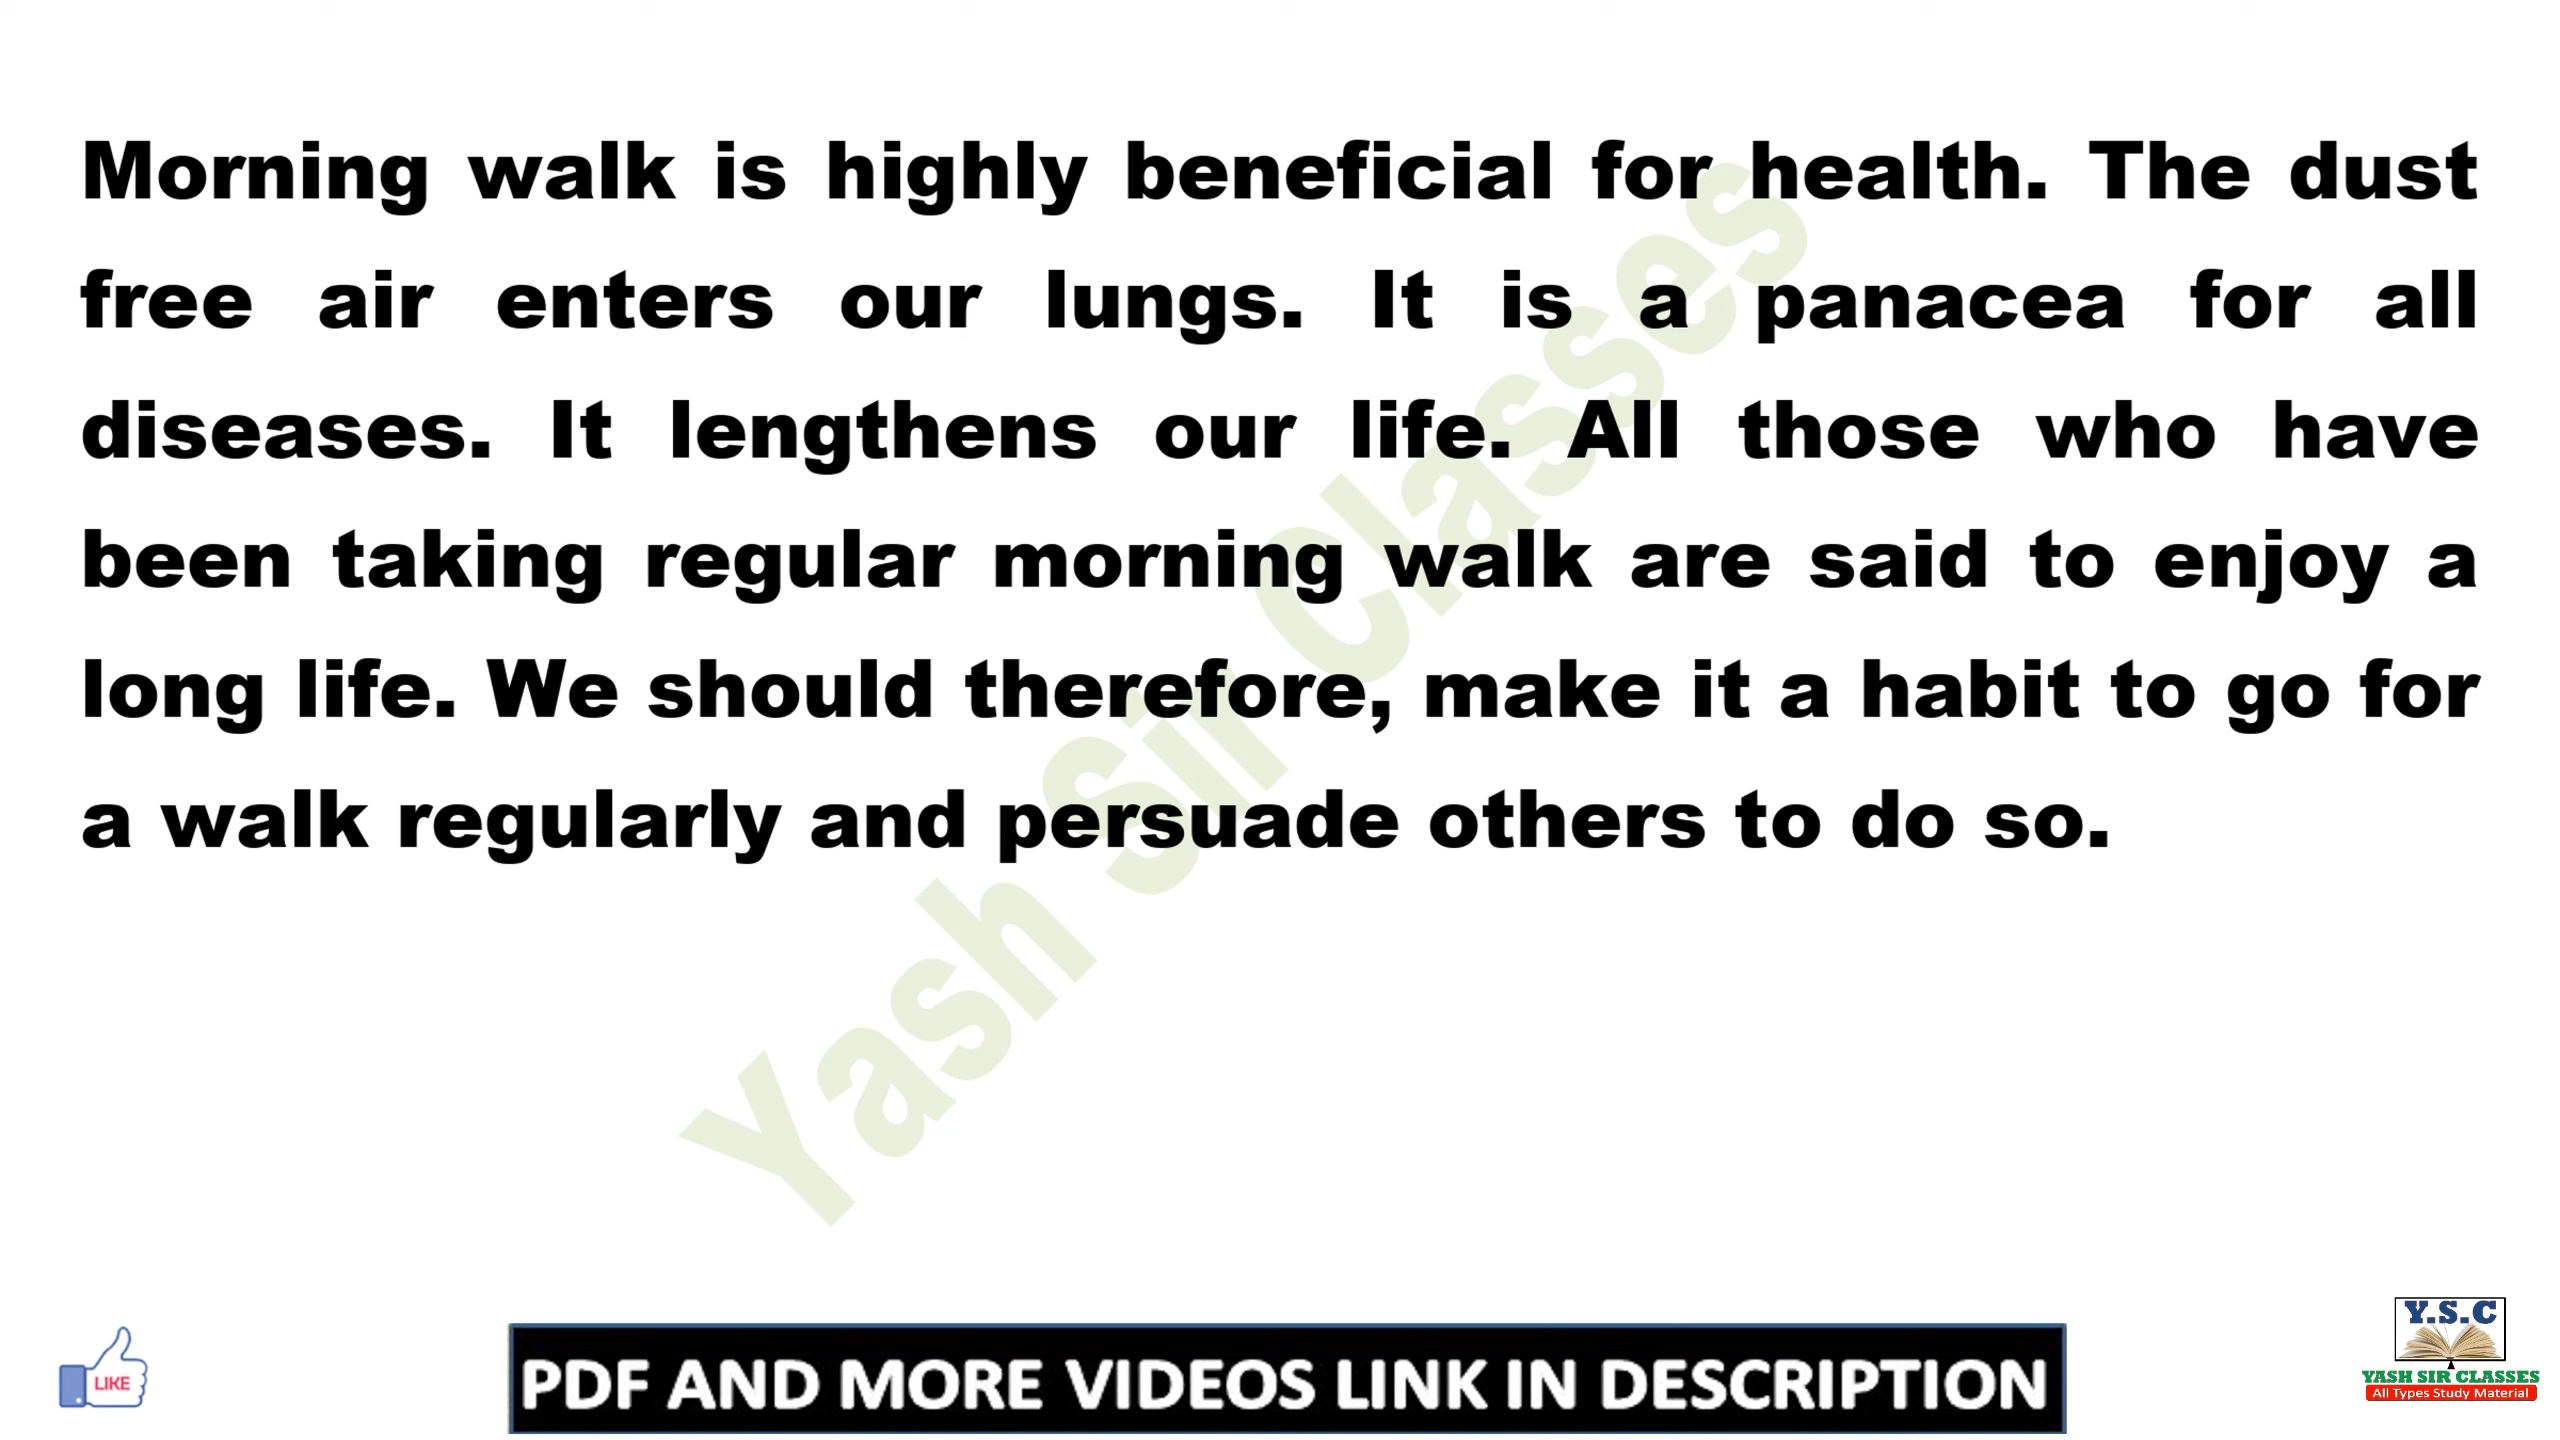 Morning walk is highly beneficial for health. The dust
free air enters our lungs. It is a panacea for all
diseases. It lengthens our life. All those who have
been taking regular morning walk are said to enjoy a
long life. We should therefore, make it a habit to go for
a walk regularly and persuade others to do so.
Yash Sir Classes
LIKE
PDF AND MORE VIDEOS LINK IN DESCRIPTION
Y.S.C
YASH SIR CLASSES
All Types Study Material